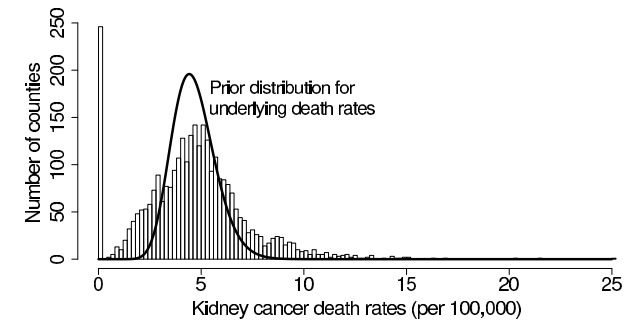 Number of counties
250
200
150
100
50
0
Prior distribution for
underlying death rates
0 5 10 15 20 25
Kidney cancer death rates (per 100,000)